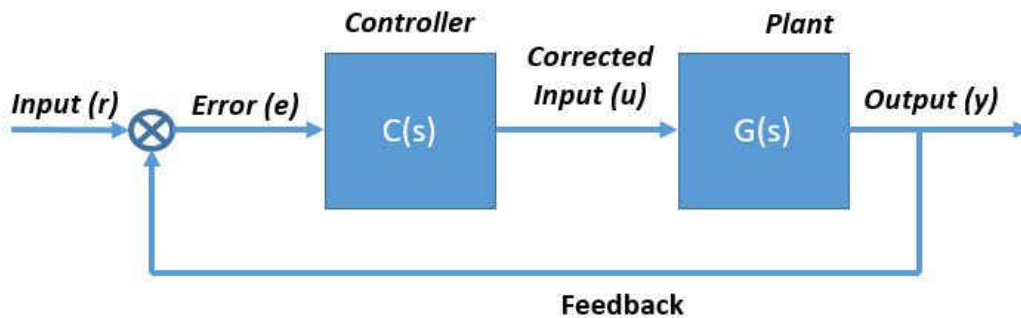 Controller
Plant
Corrected
Input (u)
Input (r)
Error (e)
Output (y)
C(s)
G(s)
Feedback